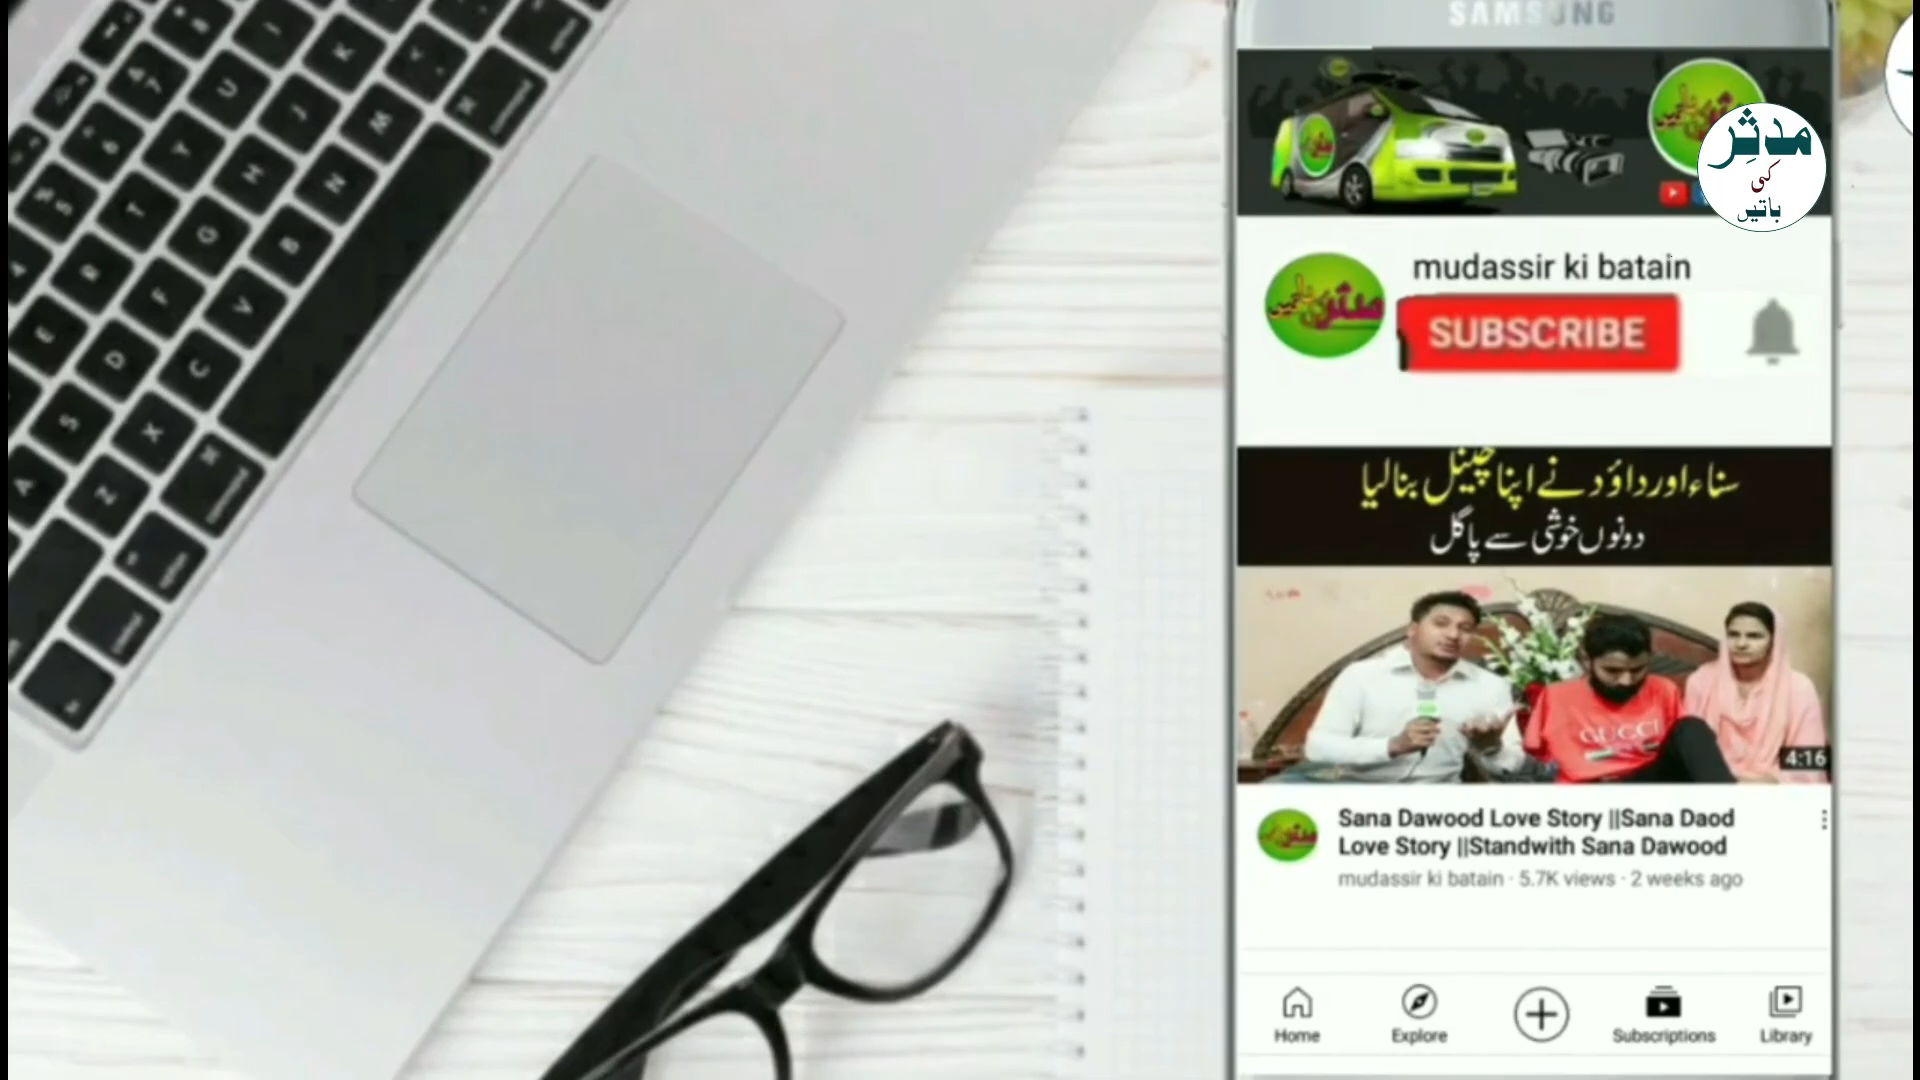 SAMSUNG
مدثر
کی
باتیں
mudassir ki batain
SUBSCRIBE
سناء اور داؤد نے اپنا چینل بنا لیا
دونوں خوشی سے پاگل
GUCCI
4:16
Sana Dawood Love Story ||Sana Daod
Love Story ||Standwith Sana Dawood
mudassir ki batain · 5.7K views · 2 weeks ago
Home
Explore
Subscriptions
Library